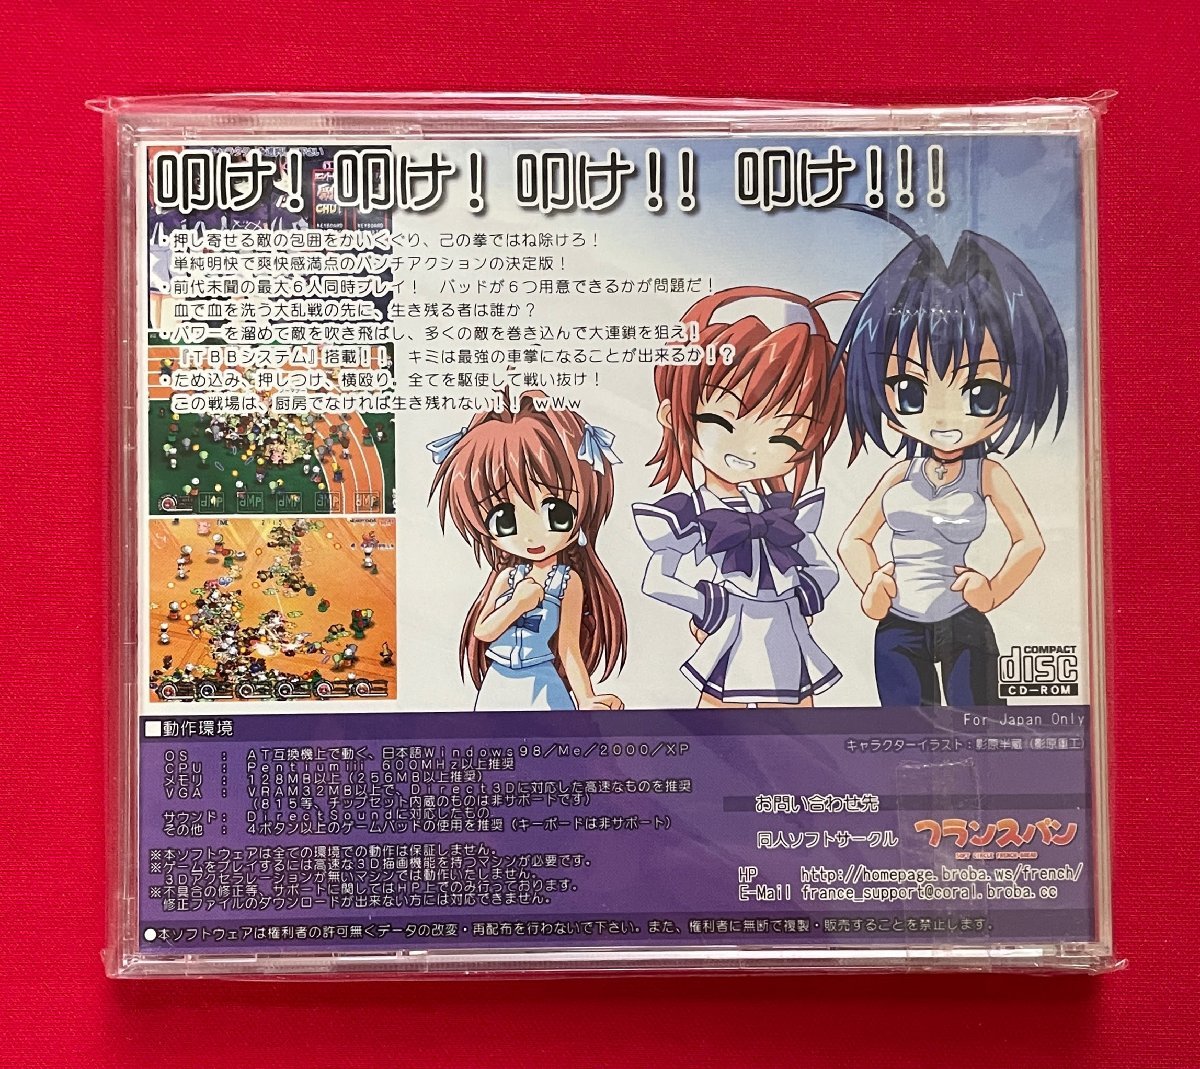 叩け！ 叩け！ 叩け！！ 叩け！！！
・押し寄せる敵の包囲をかいくぐり、己の拳ではね除けろ！
単純明快で爽快感満点のパンチアクションの決定版！
・前代未聞の最大６人同時プレイ！　パッドが６つ用意できるかが問題だ！
血で血を洗う大乱戦の先に、生き残る者は誰か？
・パワーを溜めて敵を吹き飛ばし、多くの敵を巻き込んで大連鎖を狙え！
『ＴＢＢシステム』搭載！！　キミは最強の車掌になることが出来るか！？
・ため込み、押しつけ、横殴り．全てを駆使して戦い抜け！
この戦場は、厨房でなければ生き残れない！！　ｗＷｗ
TIME 215
COMPACT
disc
CD-ROM
■動作環境
For Japan Only
キャラクターイラスト：影原半蔵（影原重工）
ＯＳ　：　ＡＴ互換機上で動く、日本語Ｗｉｎｄｏｗｓ９８／Ｍｅ／２０００／ＸＰ
ＣＰＵ　：　ＰｅｎｔｉｕｍⅢ　６００ＭＨｚ以上推奨
メモリ　：　１２８ＭＢ以上（２５６ＭＢ以上推奨）
ＶＧＡ　：　ＶＲＡＭ３２ＭＢ以上で、Ｄｉｒｅｃｔ３Ｄに対応した高速なものを推奨
（８１５等、チップセット内蔵のものは非サポートです）
サウンド：　ＤｉｒｅｃｔＳｏｕｎｄに対応したもの
その他　：　４ボタン以上のゲームパッドの使用を推奨（キーボードは非サポート）
お問い合わせ先
同人ソフトサークル フランスパン
SOFT CIRCLE FRENCH-BREAD
HP http://homepage.broba.ws/french/
E-Mail france_support@coral.broba.cc
※本ソフトウェアは全ての環境での動作は保証しません。
※ゲームをプレイするには高速な３Ｄ描画機能を持つマシンが必要です。
３Ｄアクセラレーションが無いマシンでは動作いたしません。
※不具合の修正等、サポートに関してはＨＰ上でのみ行っております。
修正ファイルのダウンロードが出来ない方には対応できません。
●本ソフトウェアは権利者の許可無くデータの改変・再配布を行わないで下さい。また、権利者に無断で複製・販売することを禁止します。